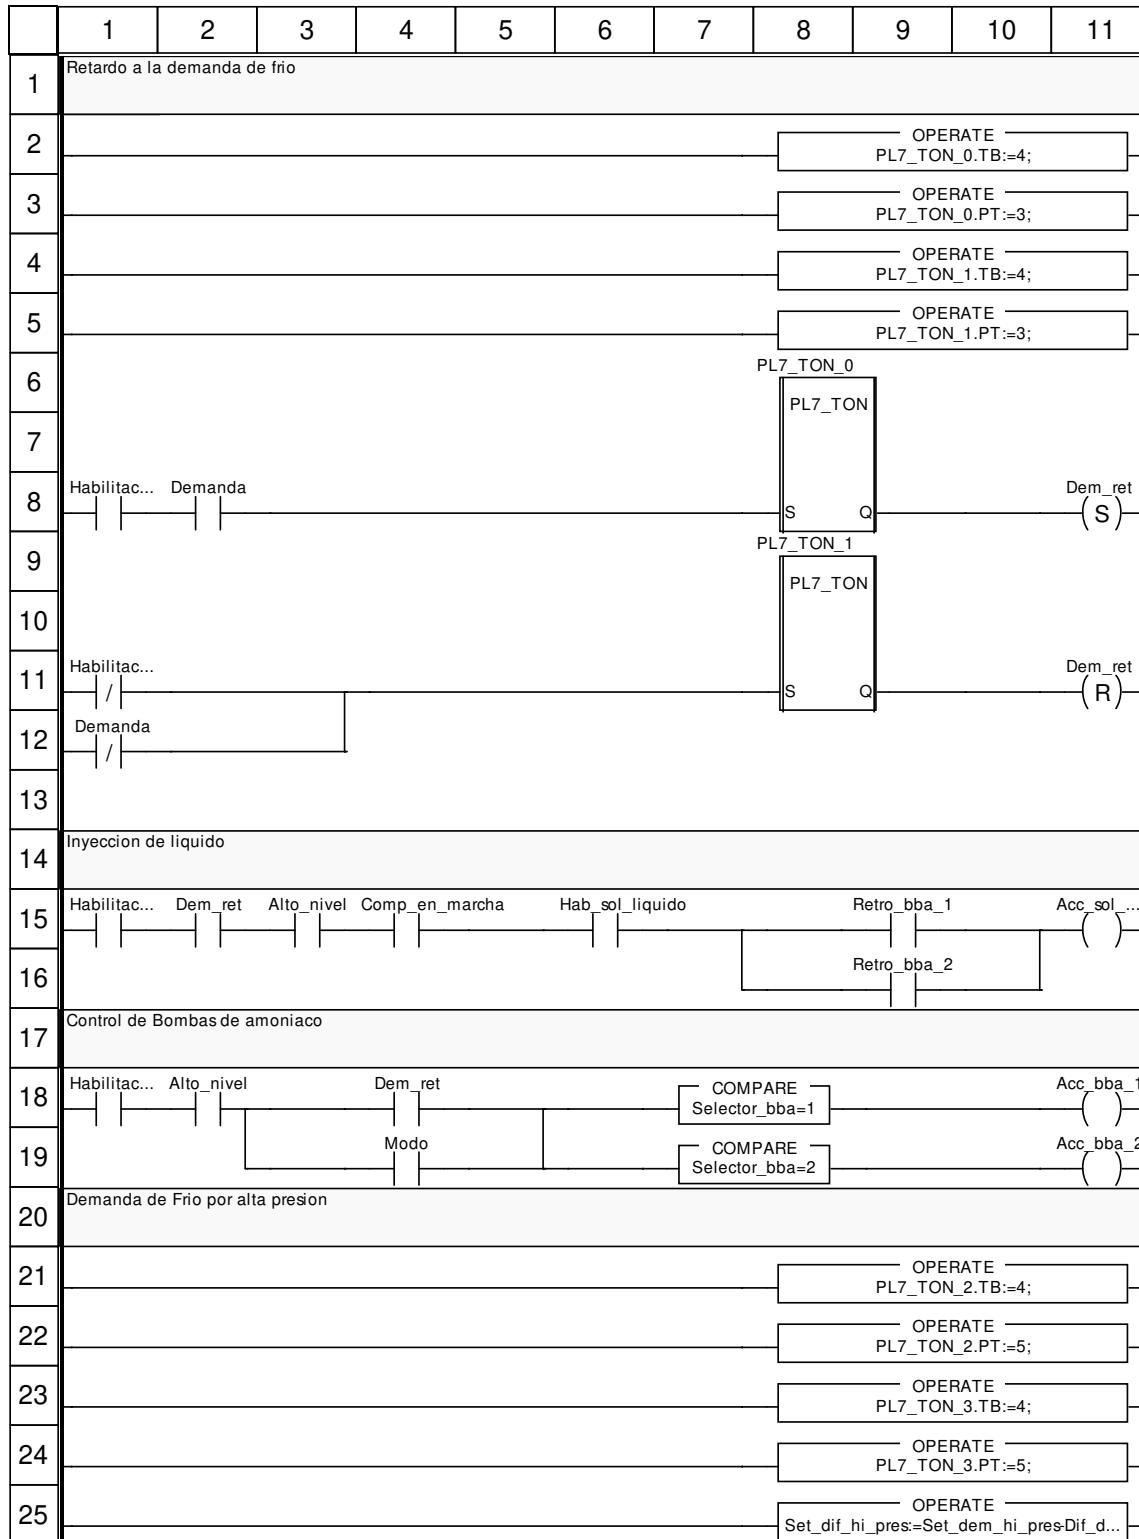 1 2 3 4 5 6 7 8 9 10 11
1 Retardo a la demanda de frio
2 OPERATE
PL7_TON_0.TB:=4;
3 OPERATE
PL7_TON_0.PT:=3;
4 OPERATE
PL7_TON_1.TB:=4;
5 OPERATE
PL7_TON_1.PT:=3;
6 PL7_TON_0
PL7_TON
7
Habilitac... Demanda Dem_ret
8 S Q S
9 PL7_TON_1
PL7_TON
10
Habilitac... Dem_ret
11 / S Q R
Demanda
12 /
13
14 Inyeccion de liquido
Habilitac... Dem_ret Alto_nivel Comp_en_marcha Hab_sol_liquido Retro_bba_1 Acc_sol_...
15
Retro_bba_2
16
17 Control de Bombas de amoniaco
Habilitac... Alto_nivel Dem_ret COMPARE Acc_bba_1
18 Selector_bba=1
Modo COMPARE Acc_bba_2
19 Selector_bba=2
20 Demanda de Frio por alta presion
21 OPERATE
PL7_TON_2.TB:=4;
22 OPERATE
PL7_TON_2.PT:=5;
23 OPERATE
PL7_TON_3.TB:=4;
24 OPERATE
PL7_TON_3.PT:=5;
25 OPERATE
Set_dif_hi_pres:=Set_dem_hi_pres-Dif_d...